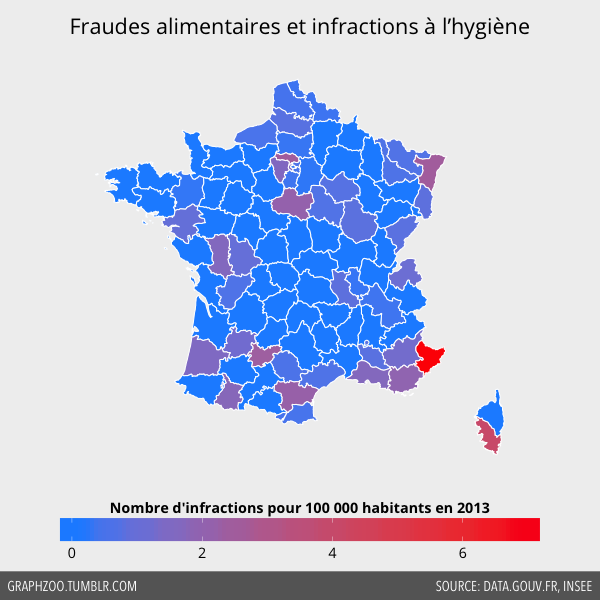 Fraudes alimentaires et infractions à l’hygiène
Nombre d'infractions pour 100 000 habitants en 2013
0 2 4 6
GRAPHZOO.TUMBLR.COM SOURCE: DATA.GOUV.FR, INSEE